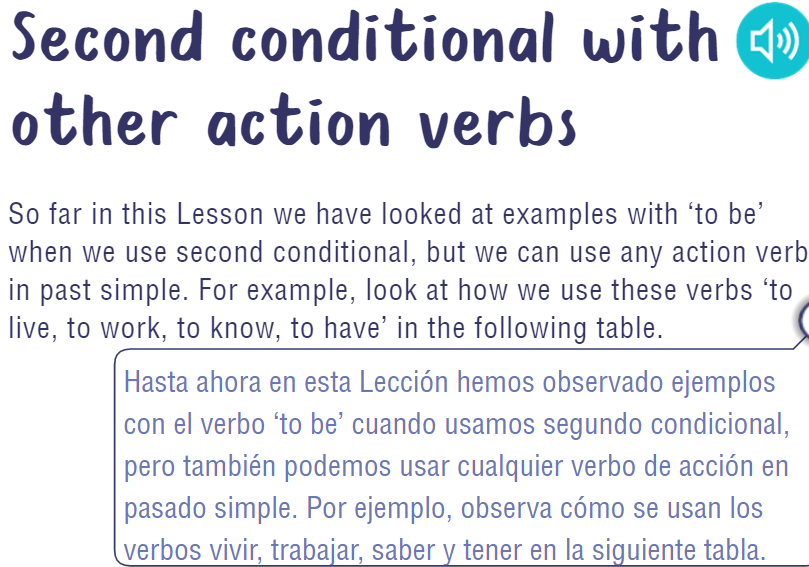 Second conditional with
other action verbs
So far in this Lesson we have looked at examples with ‘to be’
when we use second conditional, but we can use any action verb
in past simple. For example, look at how we use these verbs ‘to
live, to work, to know, to have’ in the following table.
Hasta ahora en esta Lección hemos observado ejemplos
con el verbo ‘to be’ cuando usamos segundo condicional,
pero también podemos usar cualquier verbo de acción en
pasado simple. Por ejemplo, observa cómo se usan los
verbos vivir, trabajar, saber y tener en la siguiente tabla.